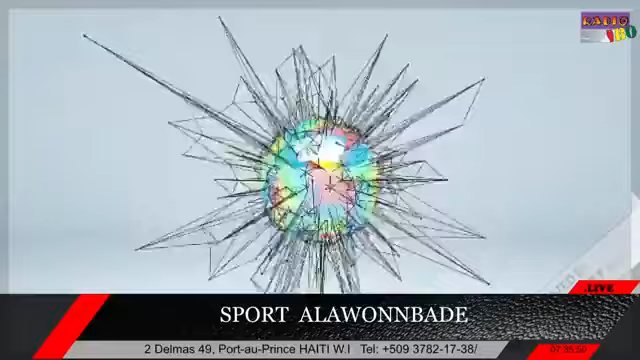 RADIO
IBO
.LIVE
SPORT ALAWONNBADE
2 Delmas 49, Port-au-Prince HAITI W.I Tel: +509 3782-17-38/
07:35:50